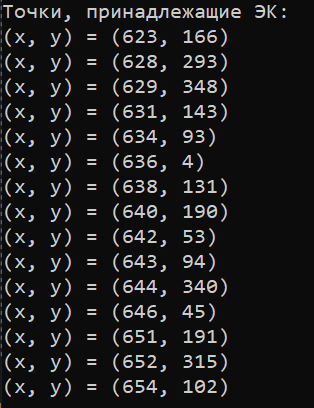 Точки, принадлежащие ЭК:
(x, y) = (623, 166)
(x, y) = (628, 293)
(x, y) = (629, 348)
(x, y) = (631, 143)
(x, y) = (634, 93)
(x, y) = (636, 4)
(x, y) = (638, 131)
(x, y) = (640, 190)
(x, y) = (642, 53)
(x, y) = (643, 94)
(x, y) = (644, 340)
(x, y) = (646, 45)
(x, y) = (651, 191)
(x, y) = (652, 315)
(x, y) = (654, 102)